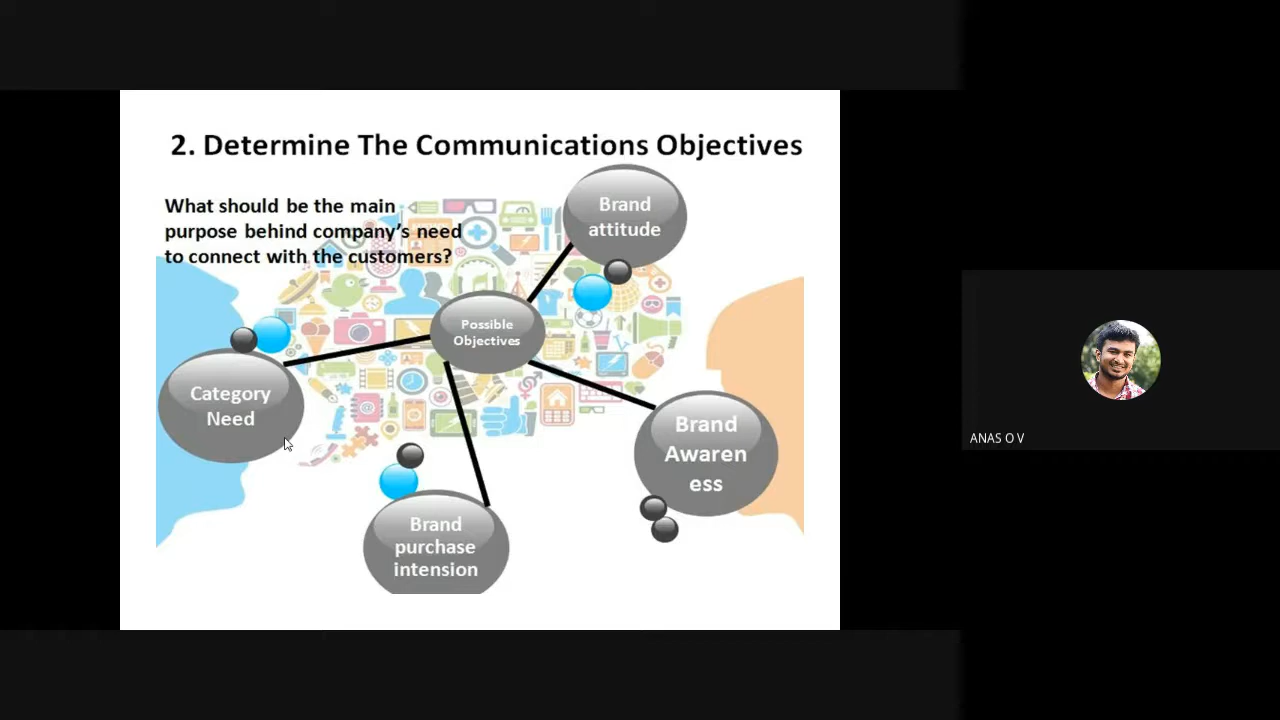 2. Determine The Communications Objectives
What should be the main
purpose behind company's need
to connect with the customers?
Brand
attitude
Possible
Objectives
Category
Need
Brand
Awaren
ess
Brand
purchase
intension
ANAS O V